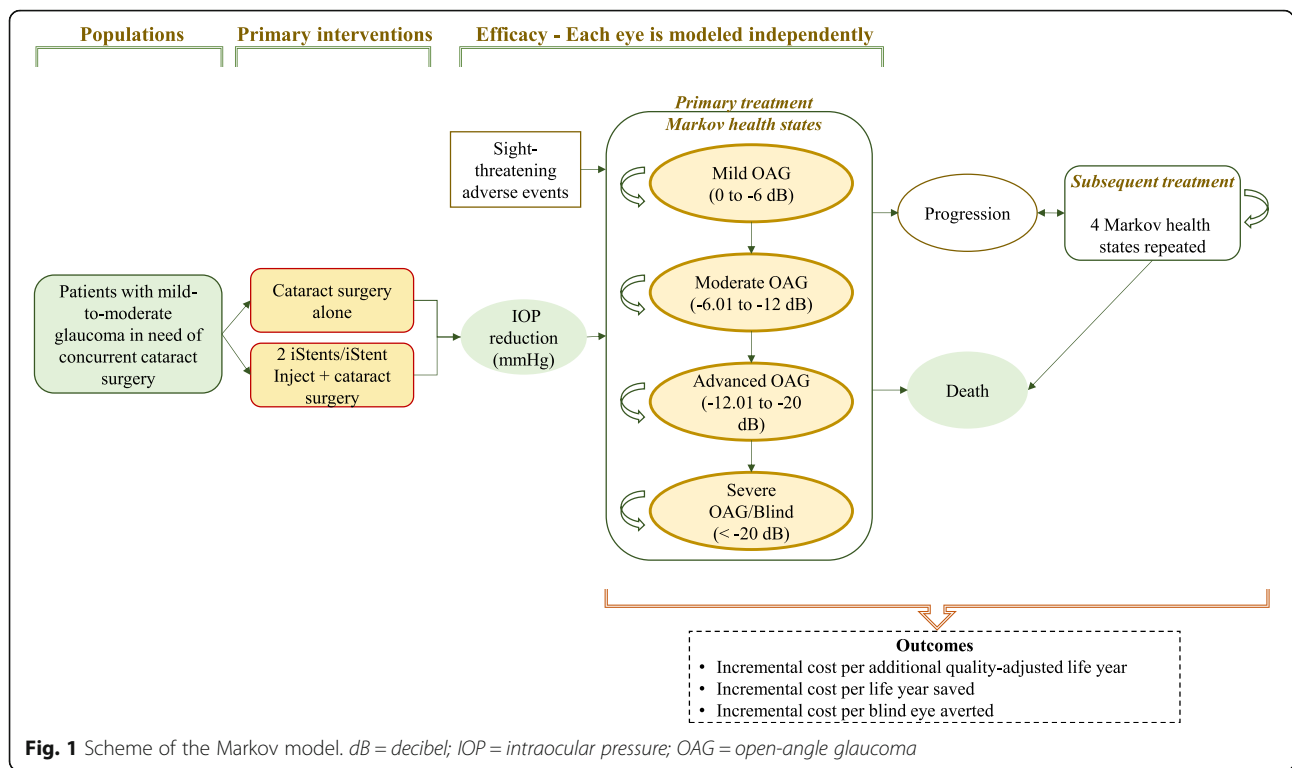 Populations
Primary interventions
Efficacy - Each eye is modeled independently
Primary treatment
Markov health states
Sight-
threatening
adverse events
Mild OAG
(0 to -6 dB)
Progression
Subsequent treatment
4 Markov health
states repeated
Patients with mild-
to-moderate
glaucoma in need of
concurrent cataract
surgery
Cataract surgery
alone
2 iStents/iStent
Inject + cataract
surgery
IOP
reduction
(mmHg)
Moderate OAG
(-6.01 to -12 dB)
Advanced OAG
(-12.01 to -20
dB)
Death
Severe
OAG/Blind
(< -20 dB)
Outcomes
• Incremental cost per additional quality-adjusted life year
• Incremental cost per life year saved
• Incremental cost per blind eye averted
Fig. 1 Scheme of the Markov model. dB = decibel; IOP = intraocular pressure; OAG = open-angle glaucoma